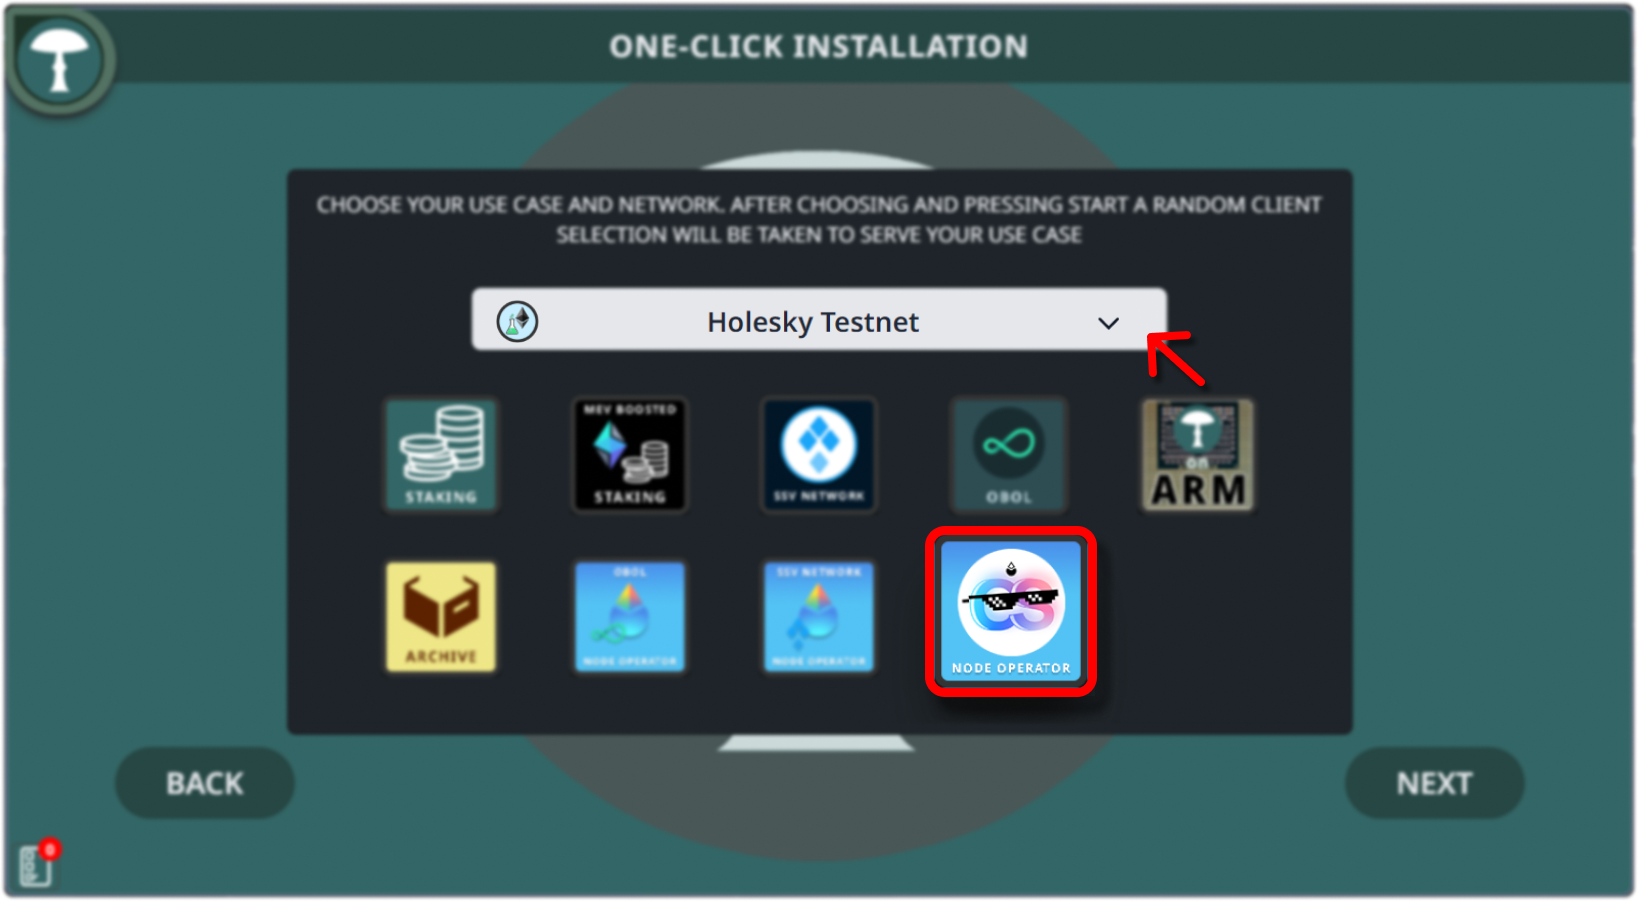 ONE-CLICK INSTALLATION
CHOOSE YOUR USE CASE AND NETWORK. AFTER CHOOSING AND PRESSING START A RANDOM CLIENT
SELECTION WILL BE TAKEN TO SERVE YOUR USE CASE
Holesky Testnet
STAKING
MEV BOOSTED
STAKING
SSV NETWORK
OBOL
on
ARM
ARCHIVE
OBOL
NODE OPERATOR
SSV NETWORK
NODE OPERATOR
CS
NODE OPERATOR
BACK
NEXT
0